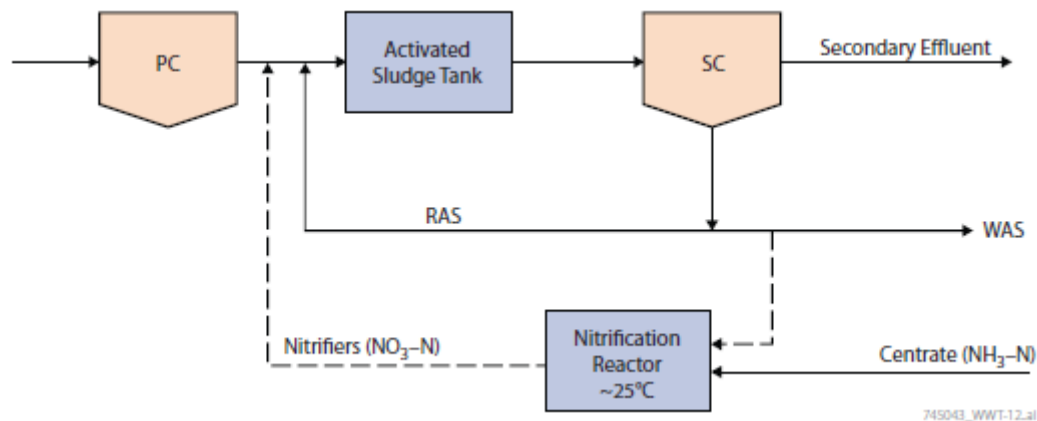 PC
Activated
Sludge Tank
SC
Secondary Effluent
RAS
WAS
Nitrifiers (NO₃–N)
Nitrification
Reactor
~25°C
Centrate (NH₃–N)
745043_WWT-12.ai